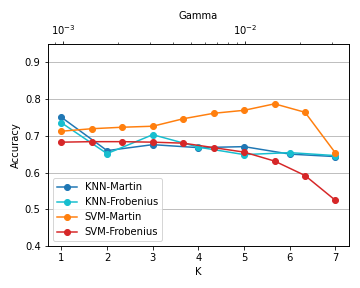 Gamma
10⁻³
10⁻²
0.9
0.8
0.7
0.6
0.5
0.4
Accuracy
KNN-Martin
KNN-Frobenius
SVM-Martin
SVM-Frobenius
1 2 3 4 5 6 7
K